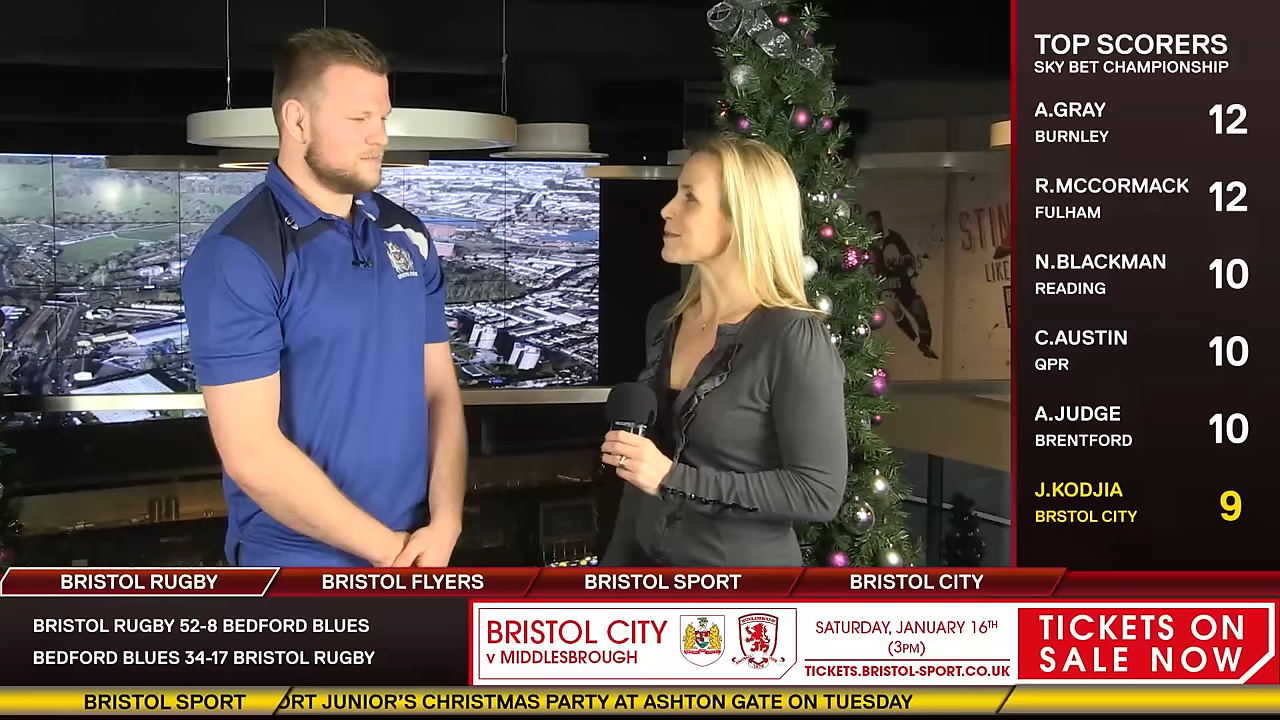 TOP SCORERS
SKY BET CHAMPIONSHIP
A.GRAY 12
BURNLEY
R.MCCORMACK 12
FULHAM
N.BLACKMAN 10
READING
C.AUSTIN 10
QPR
A.JUDGE 10
BRENTFORD
J.KODJIA 9
BRSTOL CITY
LIKE
BRISTOL RUGBY BRISTOL FLYERS BRISTOL SPORT BRISTOL CITY
BRISTOL RUGBY 52-8 BEDFORD BLUES
BEDFORD BLUES 34-17 BRISTOL RUGBY
BRISTOL CITY
v MIDDLESBROUGH
SATURDAY, JANUARY 16TH
(3PM)
TICKETS.BRISTOL-SPORT.CO.UK
TICKETS ON
SALE NOW
BRISTOL SPORT ORT JUNIOR'S CHRISTMAS PARTY AT ASHTON GATE ON TUESDAY